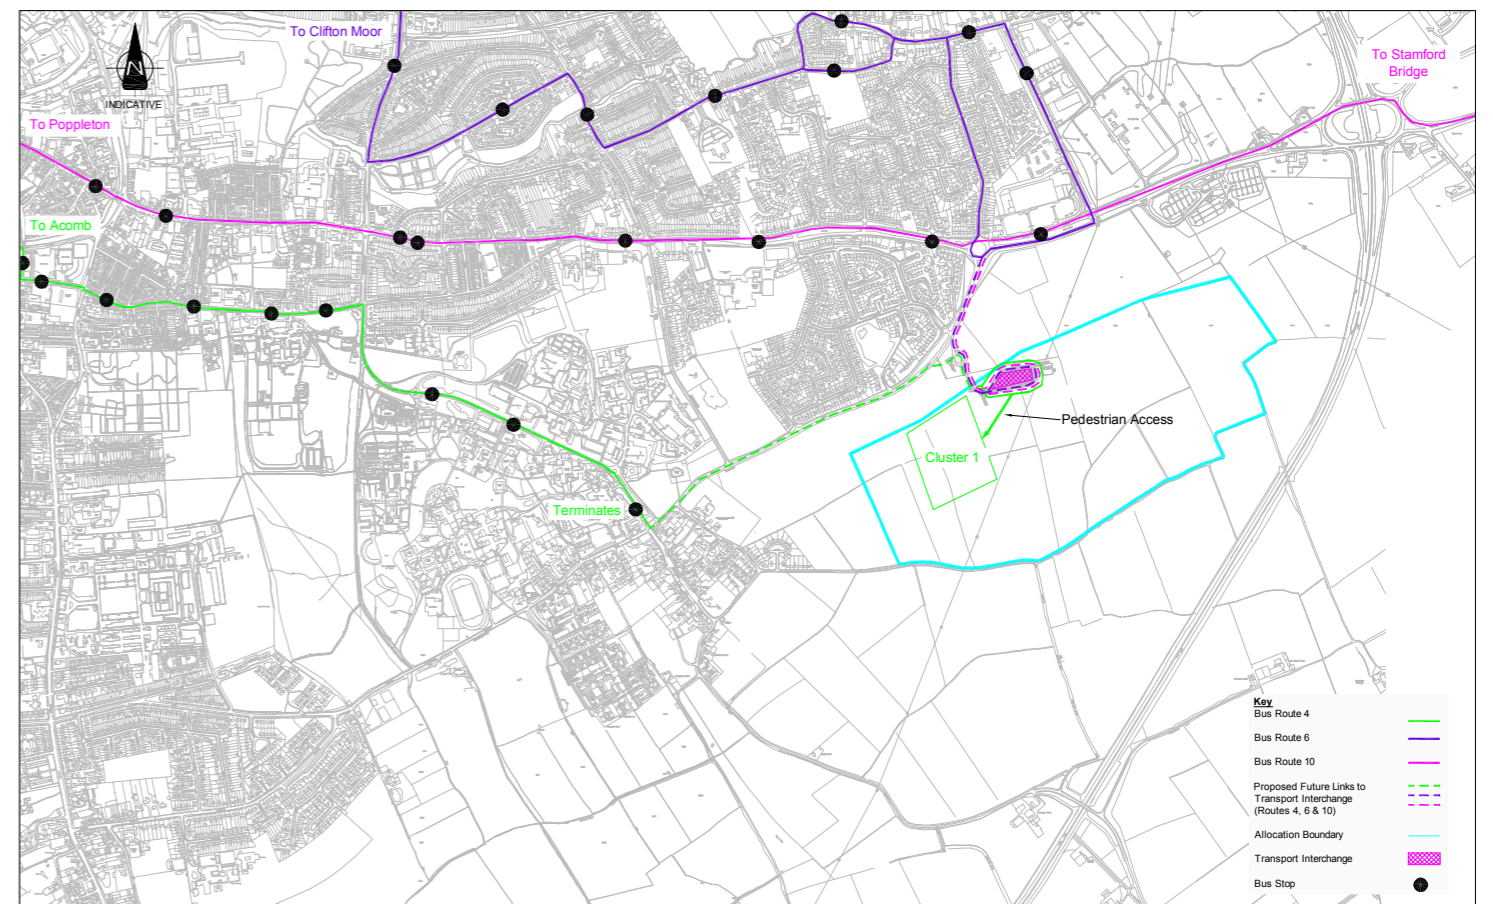 To Clifton Moor
N
INDICATIVE
To Stamford
Bridge
To Poppleton
To Acomb
Pedestrian Access
Cluster 1
Terminates
Key
Bus Route 4
Bus Route 6
Bus Route 10
Proposed Future Links to
Transport Interchange
(Routes 4, 6 & 10)
Allocation Boundary
Transport Interchange
Bus Stop